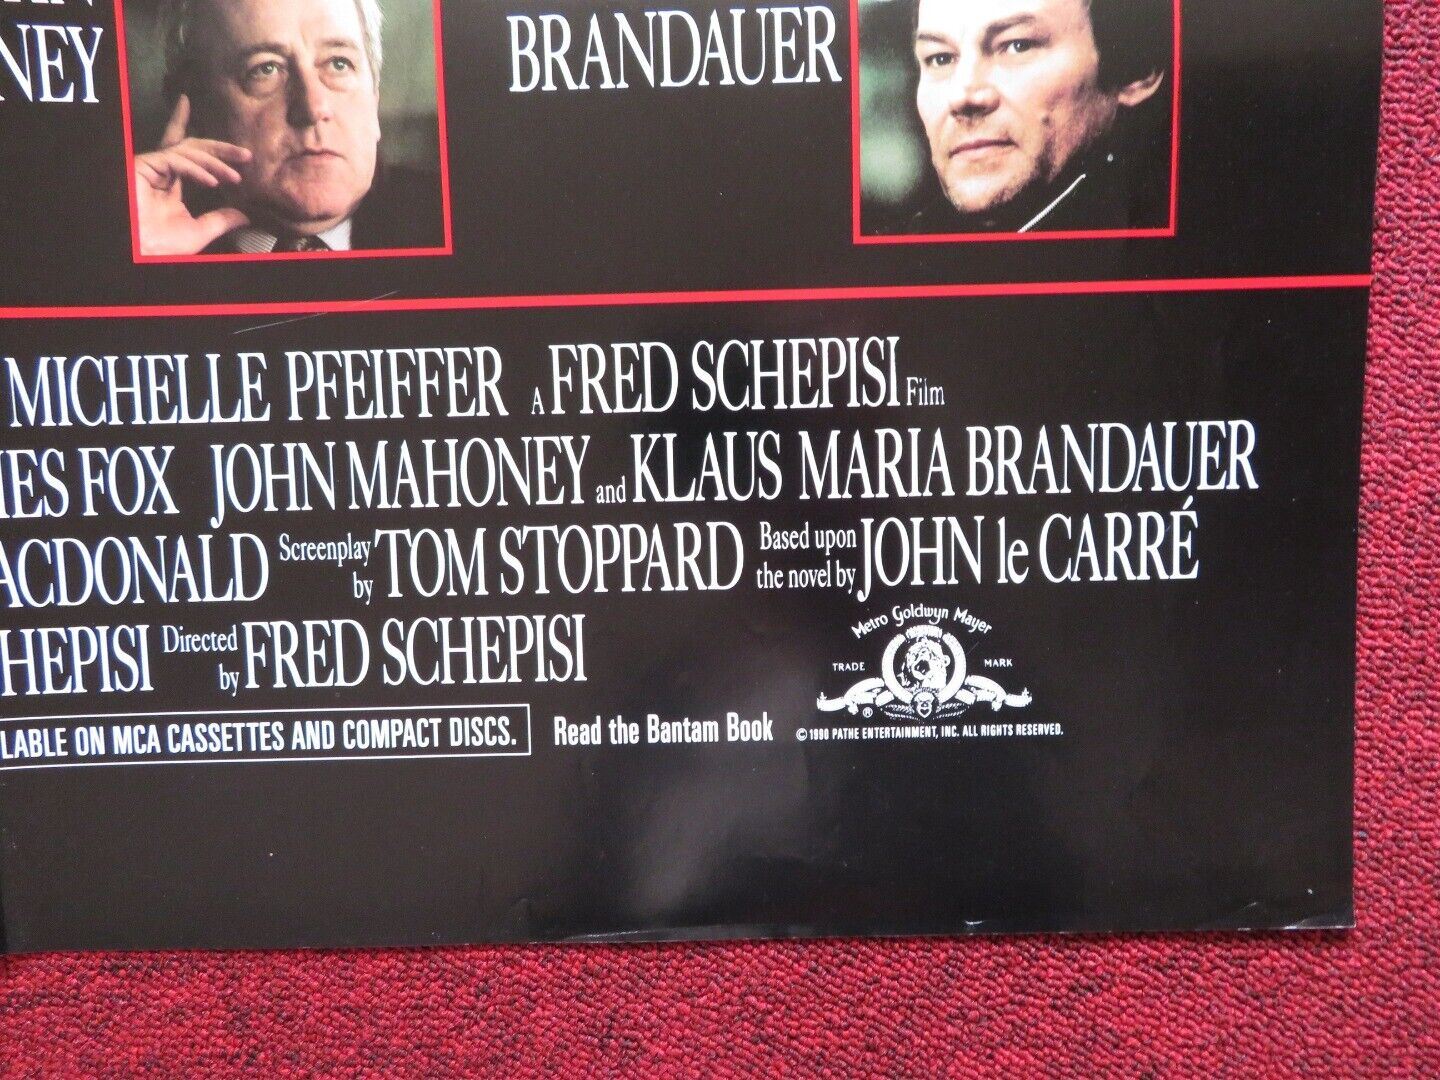 NEY
BRANDAUER
MICHELLE PFEIFFER A FRED SCHEPISI Film
ES FOX JOHN MAHONEY and KLAUS MARIA BRANDAUER
ACDONALD Screenplay by TOM STOPPARD Based upon the novel by JOHN le CARRÉ
HEPISI Directed by FRED SCHEPISI
Metro Goldwyn Mayer
TRADE MARK
®
LABLE ON MCA CASSETTES AND COMPACT DISCS.
Read the Bantam Book
© 1990 PATHE ENTERTAINMENT, INC. ALL RIGHTS RESERVED.